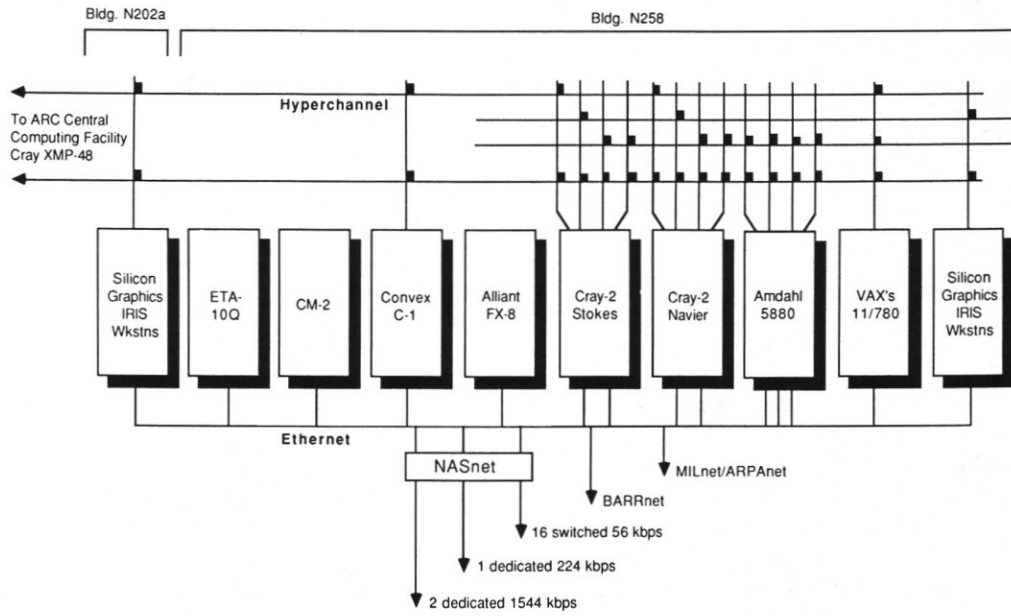 Bldg. N202a
Bldg. N258
Hyperchannel
To ARC Central
Computing Facility
Cray XMP-48
Silicon
Graphics
IRIS
Wkstns
ETA-
10Q
CM-2
Convex
C-1
Alliant
FX-8
Cray-2
Stokes
Cray-2
Navier
Amdahl
5880
VAX's
11/780
Silicon
Graphics
IRIS
Wkstns
Ethernet
NASnet
MILnet/ARPAnet
BARRnet
16 switched 56 kbps
1 dedicated 224 kbps
2 dedicated 1544 kbps